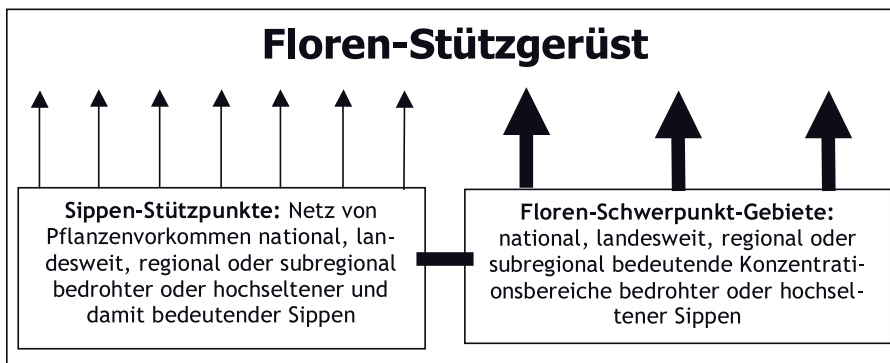 Floren-Stützgerüst
Sippen-Stützpunkte: Netz von
Pflanzenvorkommen national, lan-
desweit, regional oder subregional
bedrohter oder hochseltener und
damit bedeutender Sippen
Floren-Schwerpunkt-Gebiete:
national, landesweit, regional oder
subregional bedeutende Konzentrati-
onsbereiche bedrohter oder hochsel-
tener Sippen